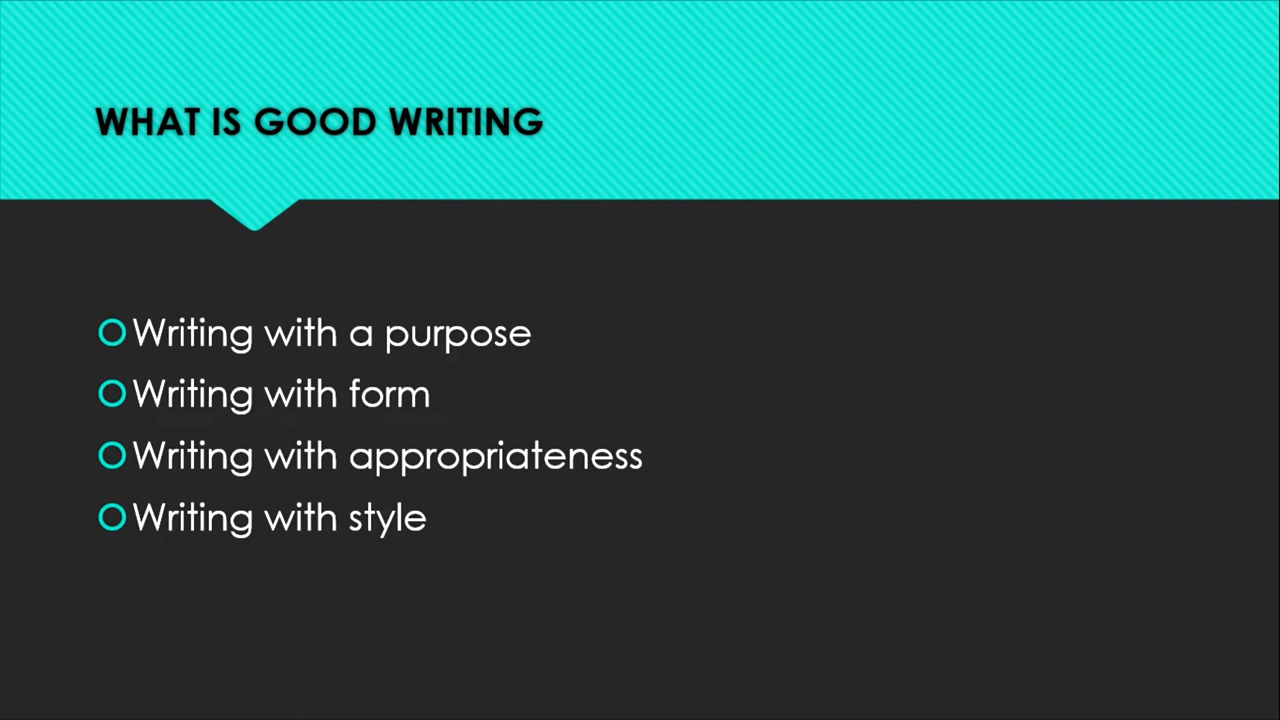 WHAT IS GOOD WRITING
Writing with a purpose
Writing with form
Writing with appropriateness
Writing with style